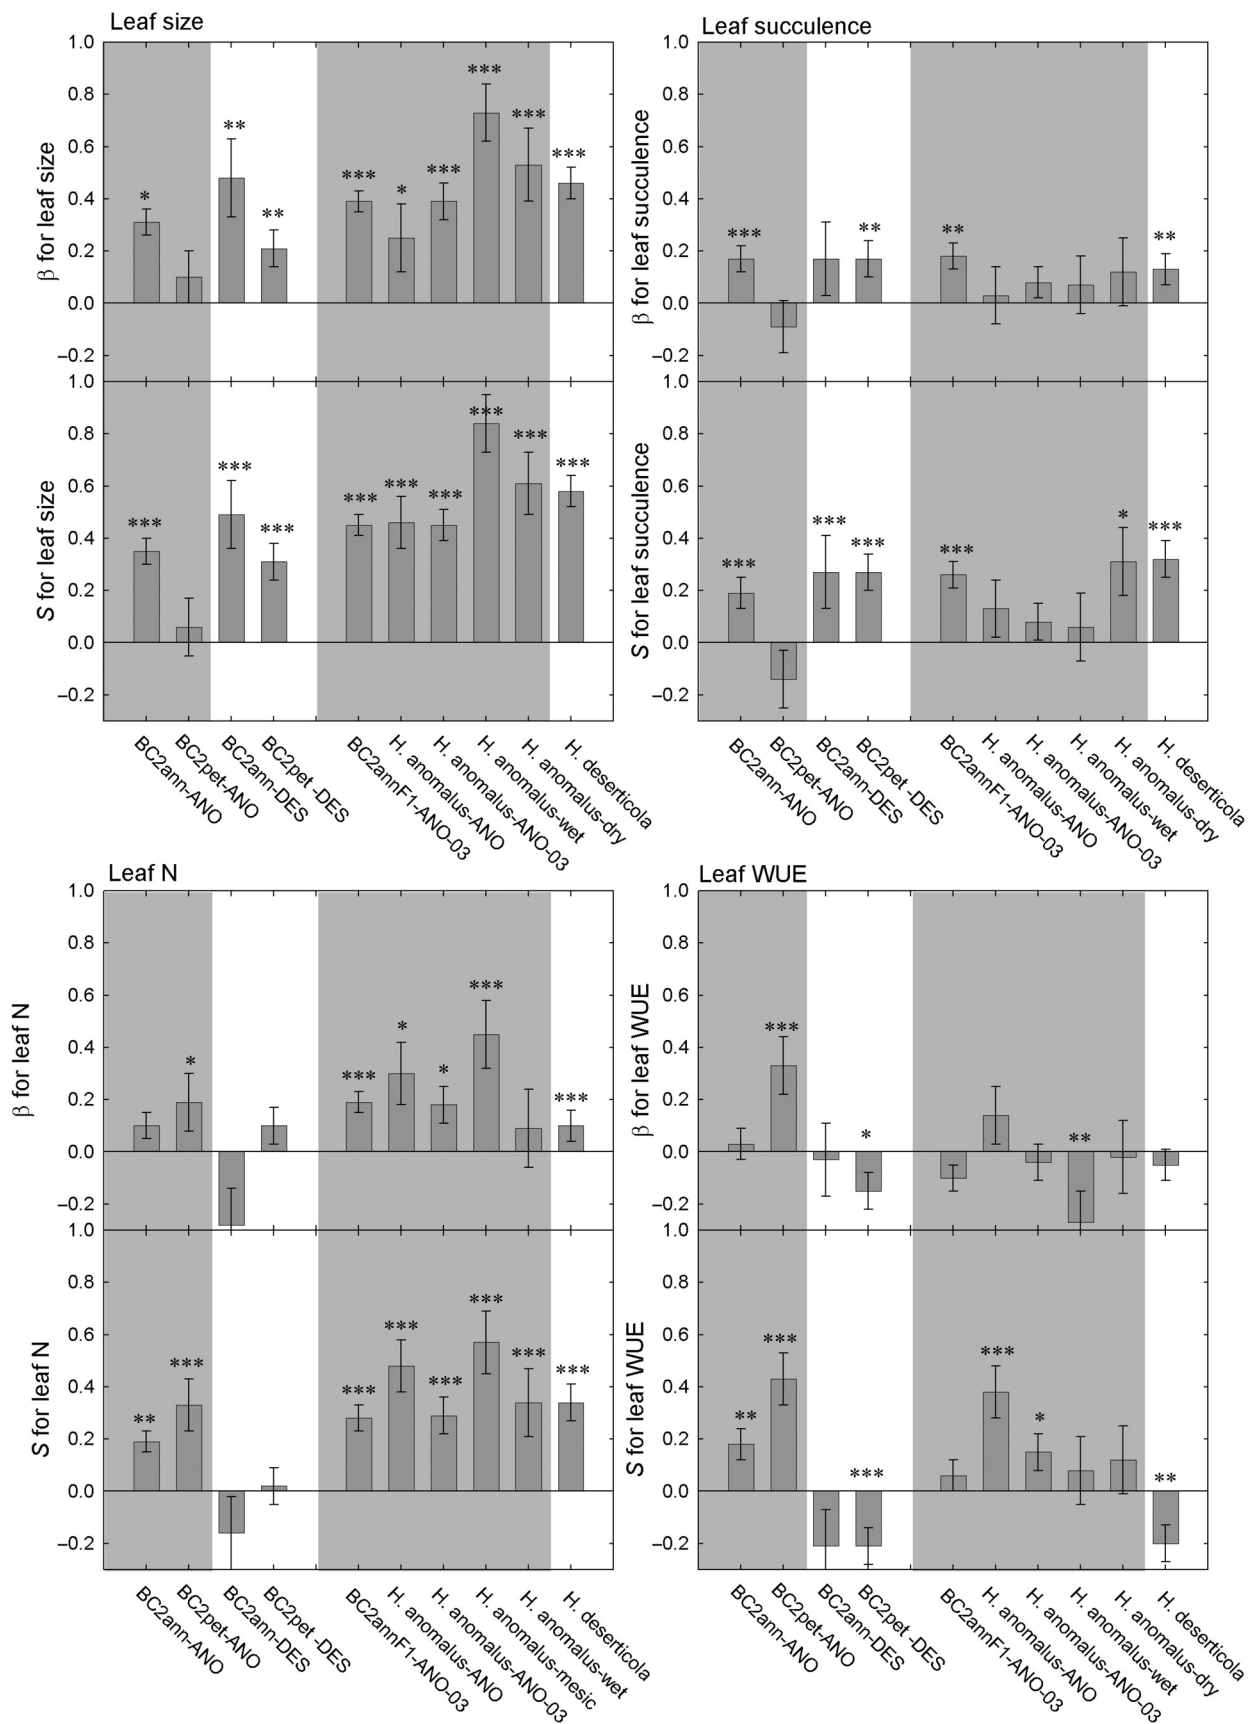 Leaf size
1.0
0.8
0.6
0.4
0.2
0.0
–0.2
β for leaf size
*
**
**
***
*
***
***
***
***
1.0
0.8
0.6
0.4
0.2
0.0
–0.2
S for leaf size
***
***
***
***
***
***
***
***
***
BC2ann-ANO
BC2pet-ANO
BC2ann-DES
BC2pet -DES
BC2annF1-ANO-03
H. anomalus-ANO
H. anomalus-ANO-03
H. anomalus-wet
H. anomalus-dry
H. deserticola
Leaf succulence
1.0
0.8
0.6
0.4
0.2
0.0
–0.2
β for leaf succulence
***
**
**
**
1.0
0.8
0.6
0.4
0.2
0.0
–0.2
S for leaf succulence
***
***
***
***
*
***
BC2ann-ANO
BC2pet-ANO
BC2ann-DES
BC2pet -DES
BC2annF1-ANO-03
H. anomalus-ANO
H. anomalus-ANO-03
H. anomalus-wet
H. anomalus-dry
H. deserticola
Leaf N
1.0
0.8
0.6
0.4
0.2
0.0
–0.2
β for leaf N
*
***
*
*
***
***
1.0
0.8
0.6
0.4
0.2
0.0
–0.2
S for leaf N
**
***
***
***
***
***
***
***
BC2ann-ANO
BC2pet-ANO
BC2ann-DES
BC2pet -DES
BC2annF1-ANO-03
H. anomalus-ANO
H. anomalus-ANO-03
H. anomalus-mesic
H. anomalus-wet
H. deserticola
Leaf WUE
1.0
0.8
0.6
0.4
0.2
0.0
–0.2
β for leaf WUE
***
*
**
1.0
0.8
0.6
0.4
0.2
0.0
–0.2
S for leaf WUE
**
***
***
***
*
**
BC2ann-ANO
BC2pet-ANO
BC2ann-DES
BC2pet -DES
BC2annF1-ANO-03
H. anomalus-ANO
H. anomalus-ANO-03
H. anomalus-wet
H. anomalus-dry
H. deserticola